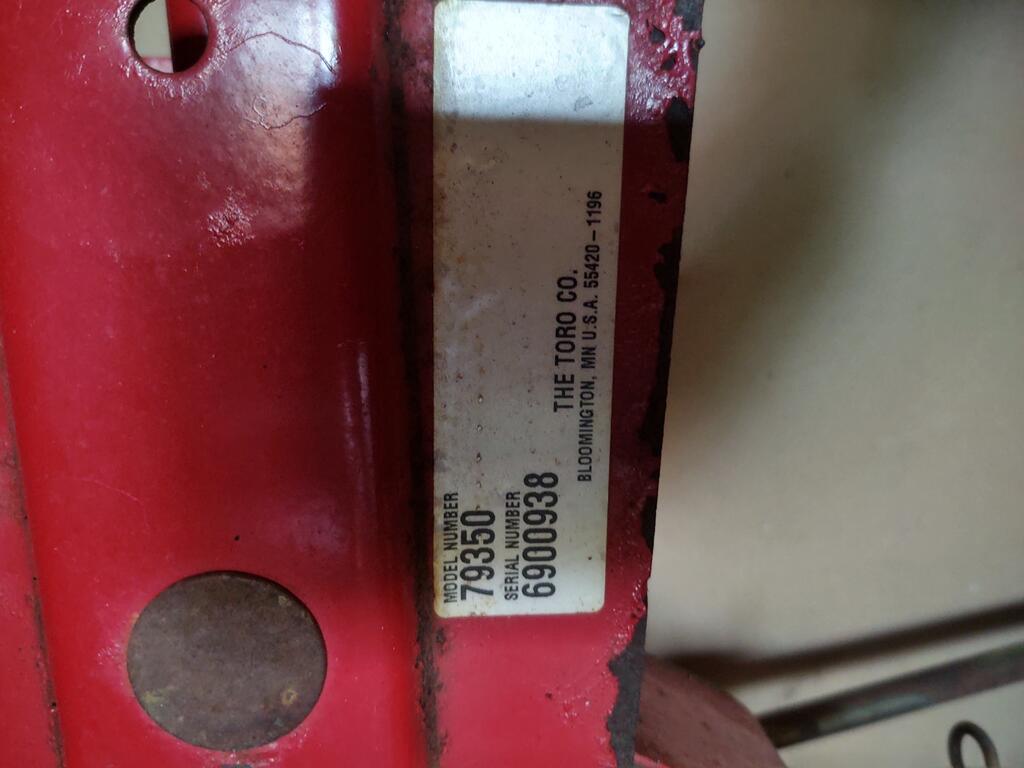 MODEL NUMBER
79350
SERIAL NUMBER
6900938
THE TORO CO.
BLOOMINGTON, MN U.S.A. 55420-1196